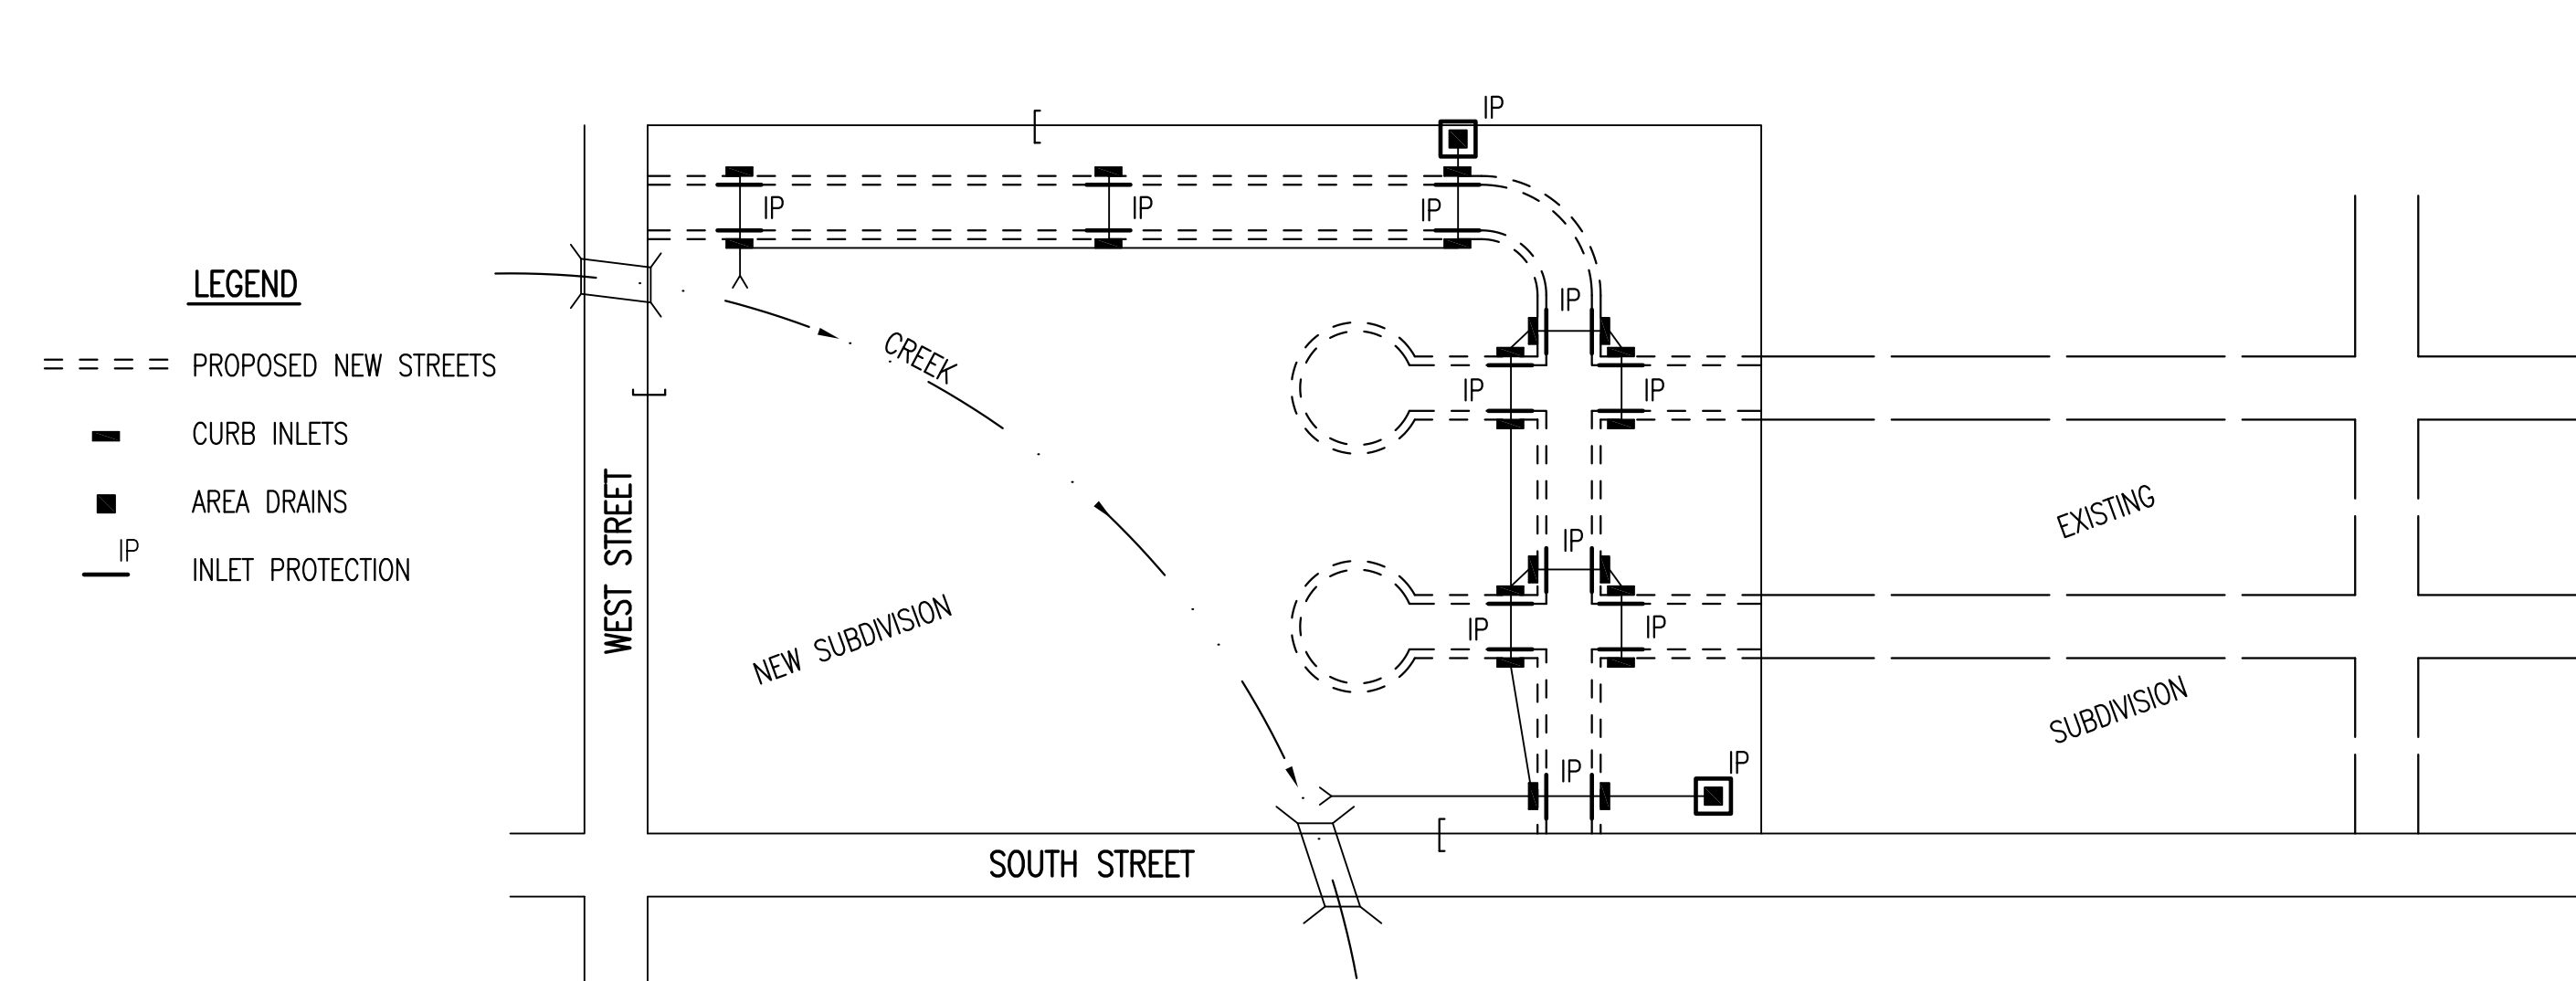 IP
IP
IP
IP
LEGEND
IP
CREEK
PROPOSED NEW STREETS
IP
IP
CURB INLETS
AREA DRAINS
EXISTING
IP
IP
INLET PROTECTION
WEST STREET
NEW SUBDIVISION
IP
IP
SUBDIVISION
IP
IP
SOUTH STREET